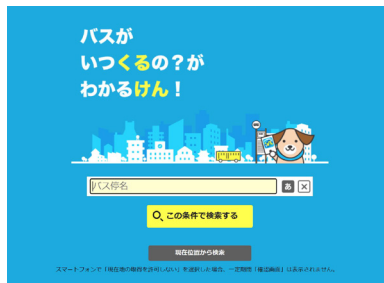 バスが
いつくるの?が
わかるけん!
バス停名
あ
この条件で検索する
現在位置から検索
スマートフォンで「現在地の取得を許可しない」を選択した場合、一定期間「確認画面」は表示されません。